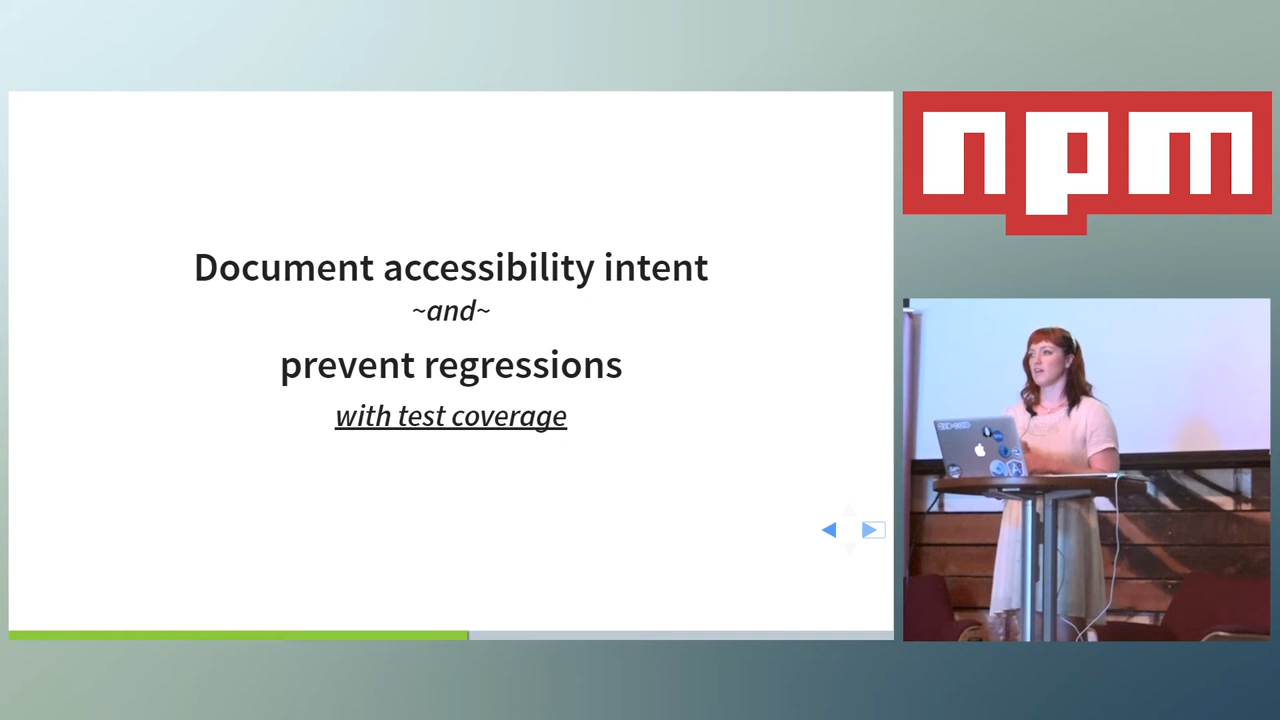 Document accessibility intent
~and~
prevent regressions
with test coverage
npm